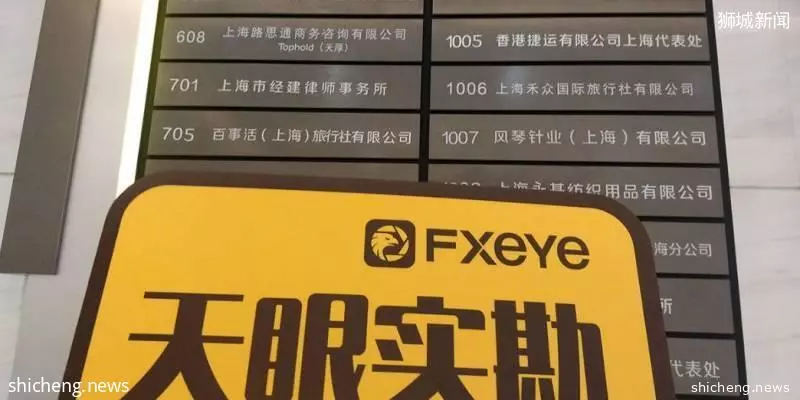 狮城新闻
608 上海路思通商务咨询有限公司
Tophold（天厚）
1005 香港捷运有限公司上海代表处
701 上海市经建律师事务所
1006 上海禾众国际旅行社有限公司
705 百事活（上海）旅行社有限公司
1007 风琴针业（上海）有限公司
上海永基纺织用品有限公司
海分公司
所
代表处
FXeye
天眼实勘
shicheng.news
shicheng.news